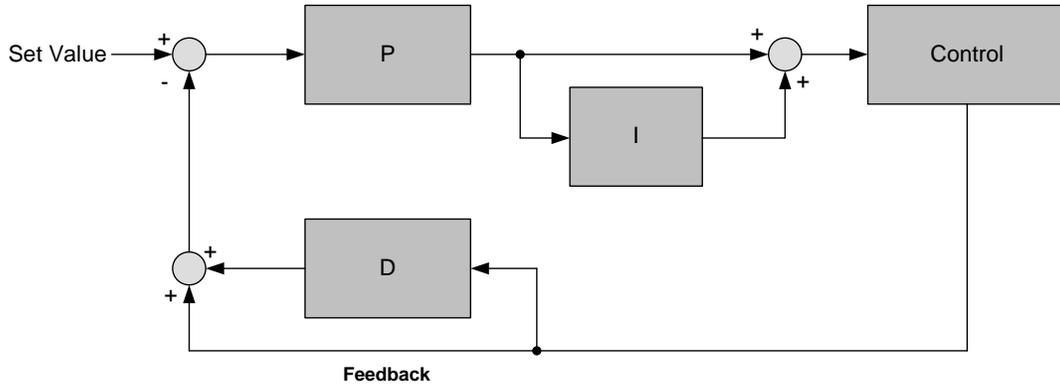 +
+
Set Value
P
Control
-
+
I
+
D
+
Feedback